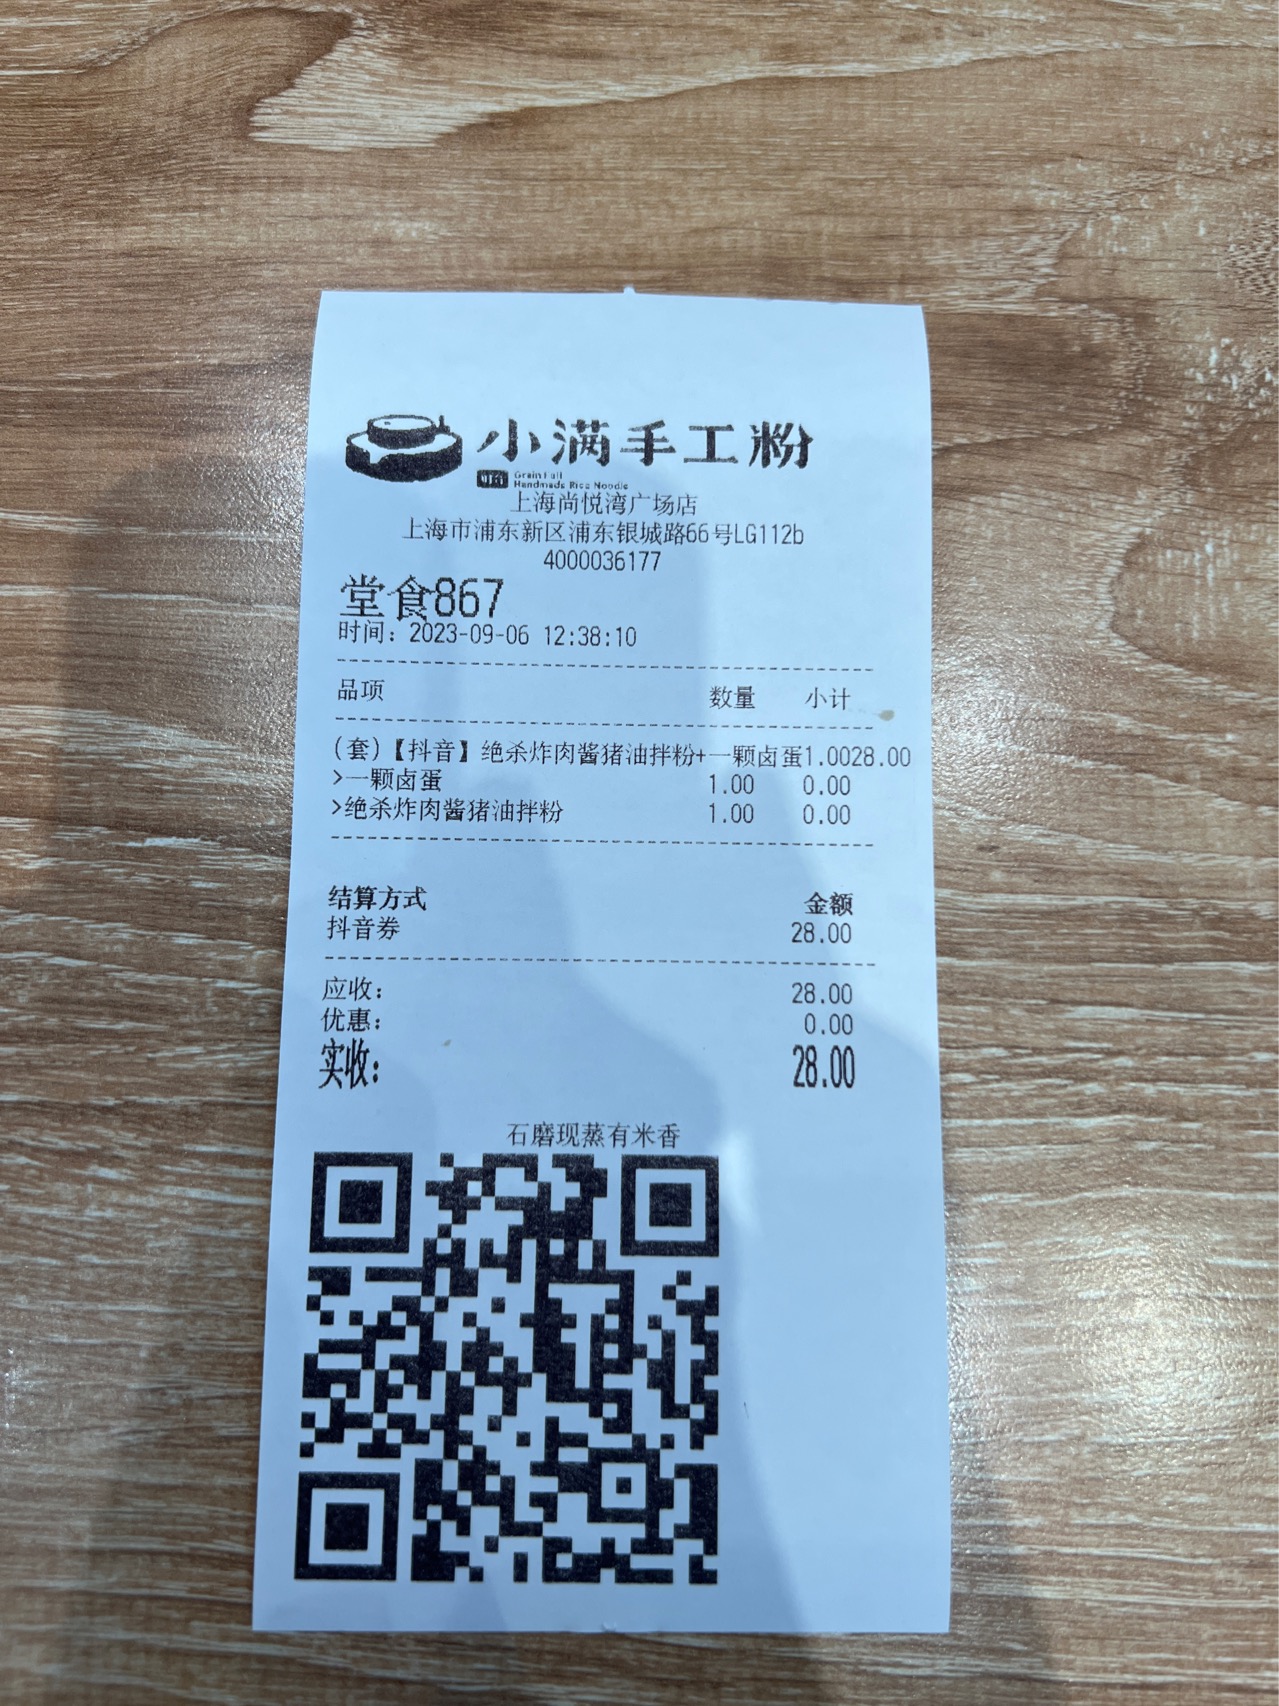 小满手工粉
Grain Full
Handmade Rice Noodle
上海尚悦湾广场店
上海市浦东新区浦东银城路66号LG112b
4000036177
堂食867
时间：2023-09-06 12:38:10
品项 数量 小计
(套)【抖音】绝杀炸肉酱猪油拌粉+一颗卤蛋1.0028.00
>一颗卤蛋 1.00 0.00
>绝杀炸肉酱猪油拌粉 1.00 0.00
结算方式 金额
抖音券 28.00
应收： 28.00
优惠： 0.00
实收： 28.00
石磨现蒸有米香